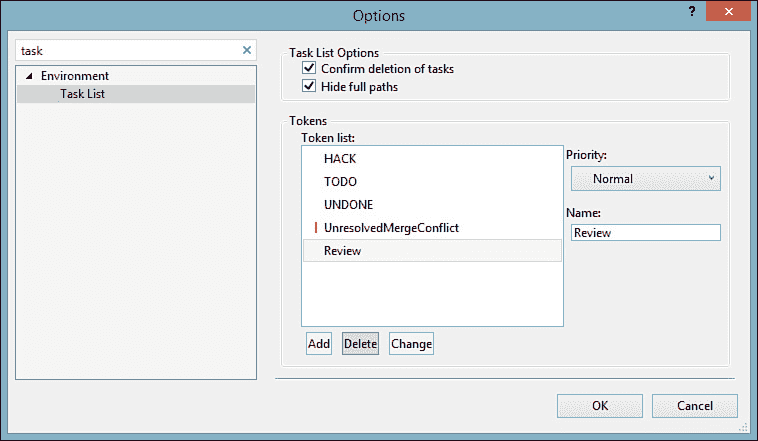 Options
?
task
Environment
Task List
Task List Options
Confirm deletion of tasks
Hide full paths
Tokens
Token list:
HACK
TODO
UNDONE
UnresolvedMergeConflict
Review
Priority:
Normal
Name:
Review
Add Delete Change
OK Cancel